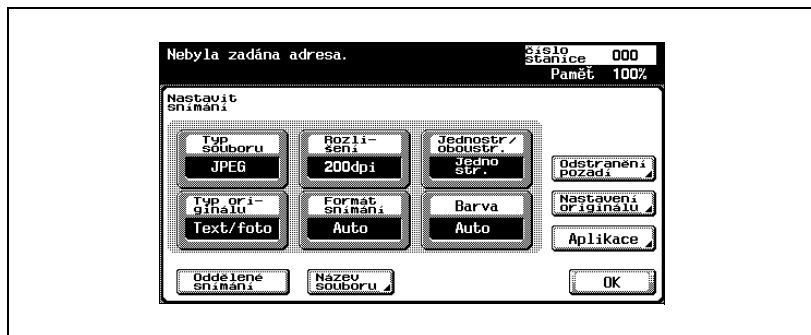 Nebyla zadána adresa.
číslo
stanice 000
Paměť 100%
Nastavit
snímání
Typ
souboru
JPEG
Rozli-
šení
200dpi
Jednostr/
oboustr.
Jedno
str.
Odstranění
pozadí
Typ ori-
ginálu
Text/foto
Formát
snímání
Auto
Barva
Auto
Nastavení
originálu
Aplikace
Oddělené
snímání
Název
souboru
OK